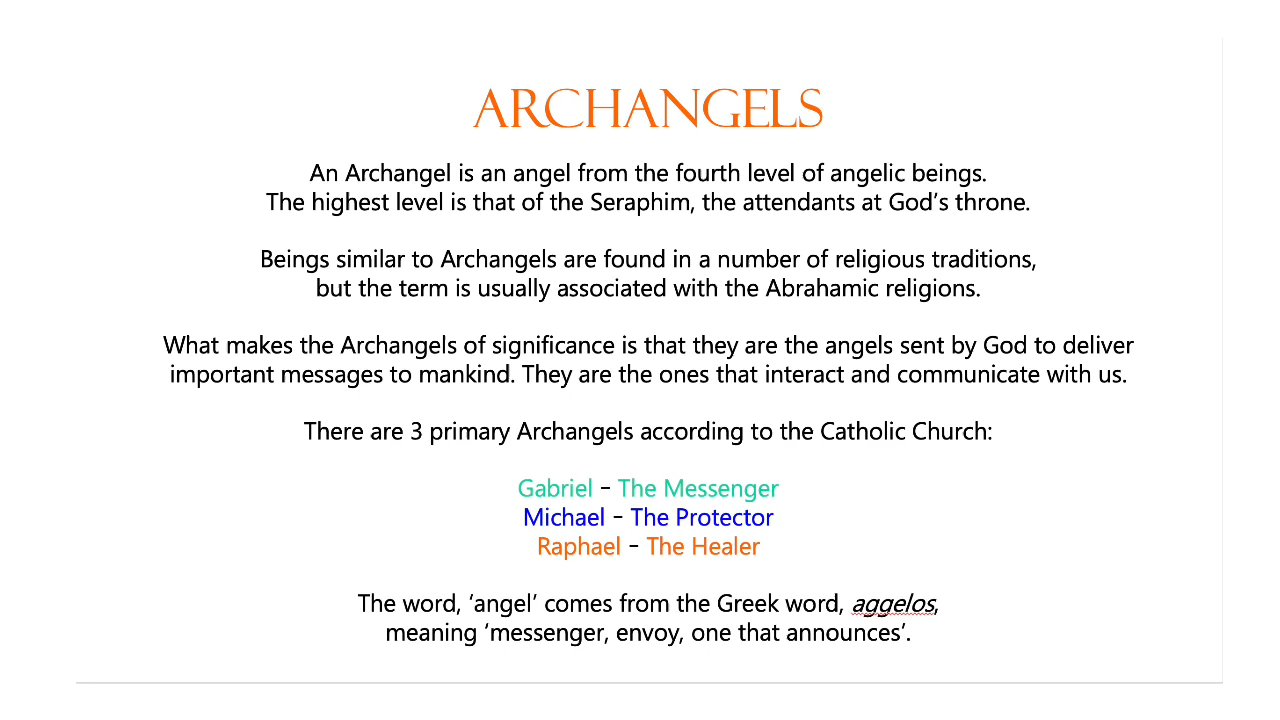 ARCHANGELS
An Archangel is an angel from the fourth level of angelic beings.
The highest level is that of the Seraphim, the attendants at God’s throne.
Beings similar to Archangels are found in a number of religious traditions,
but the term is usually associated with the Abrahamic religions.
What makes the Archangels of significance is that they are the angels sent by God to deliver
important messages to mankind. They are the ones that interact and communicate with us.
There are 3 primary Archangels according to the Catholic Church:
Gabriel – The Messenger
Michael – The Protector
Raphael – The Healer
The word, ‘angel’ comes from the Greek word, aggelos,
meaning ‘messenger, envoy, one that announces’.